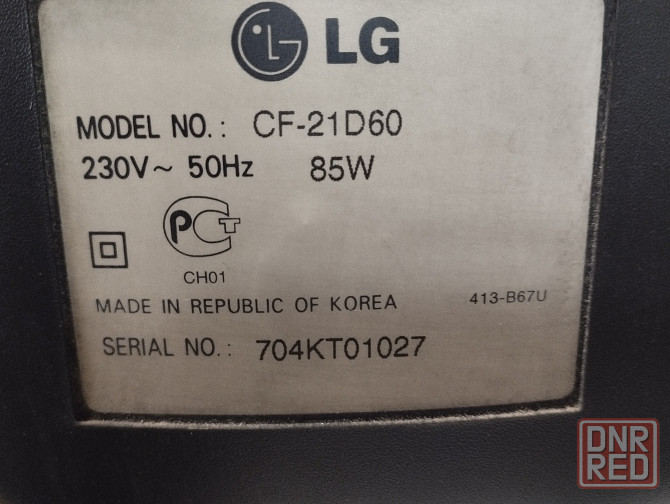 LG
MODEL NO.: CF-21D60
230V~ 50Hz 85W
РСТ
CH01
MADE IN REPUBLIC OF KOREA 413-B67U
SERIAL NO.: 704KT01027
DNR
RED